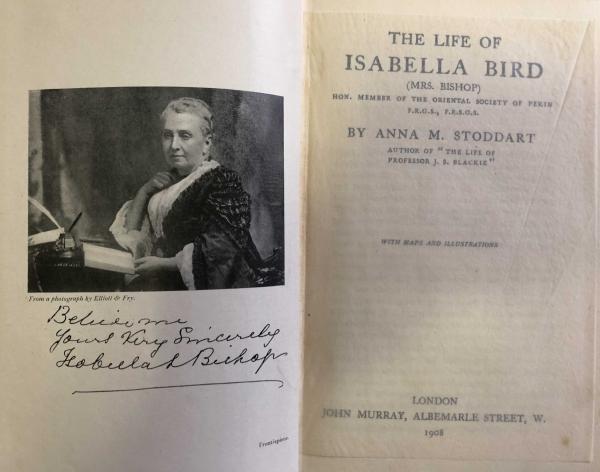 From a photograph by Elliott & Fry.
Believe me
Yours Very Sincerely
Isabella L Bishop
Frontispiece
THE LIFE OF
ISABELLA BIRD
(MRS. BISHOP)
HON. MEMBER OF THE ORIENTAL SOCIETY OF PEKIN
F.R.G.S., F.R.S.G.S.
BY ANNA M. STODDART
AUTHOR OF "THE LIFE OF
PROFESSOR J. S. BLACKIE"
WITH MAPS AND ILLUSTRATIONS
LONDON
JOHN MURRAY, ALBEMARLE STREET, W.
1908